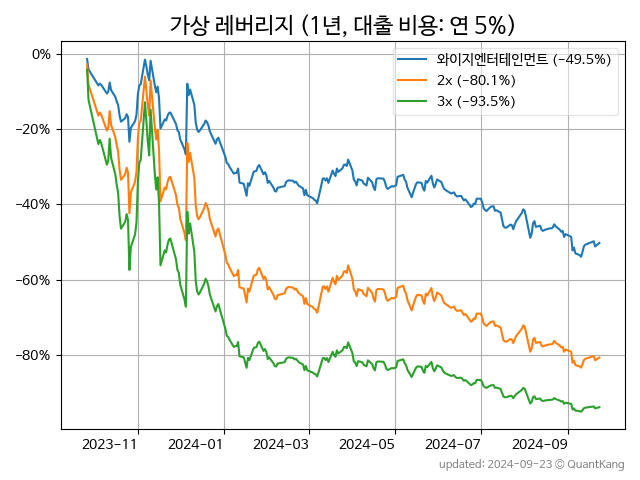 가상 레버리지 (1년, 대출 비용: 연 5%)
와이지엔터테인먼트 (−49.5%)
2x (−80.1%)
3x (−93.5%)
0%
−20%
−40%
−60%
−80%
2023-11 2024-01 2024-03 2024-05 2024-07 2024-09
updated: 2024-09-23 © QuantKang